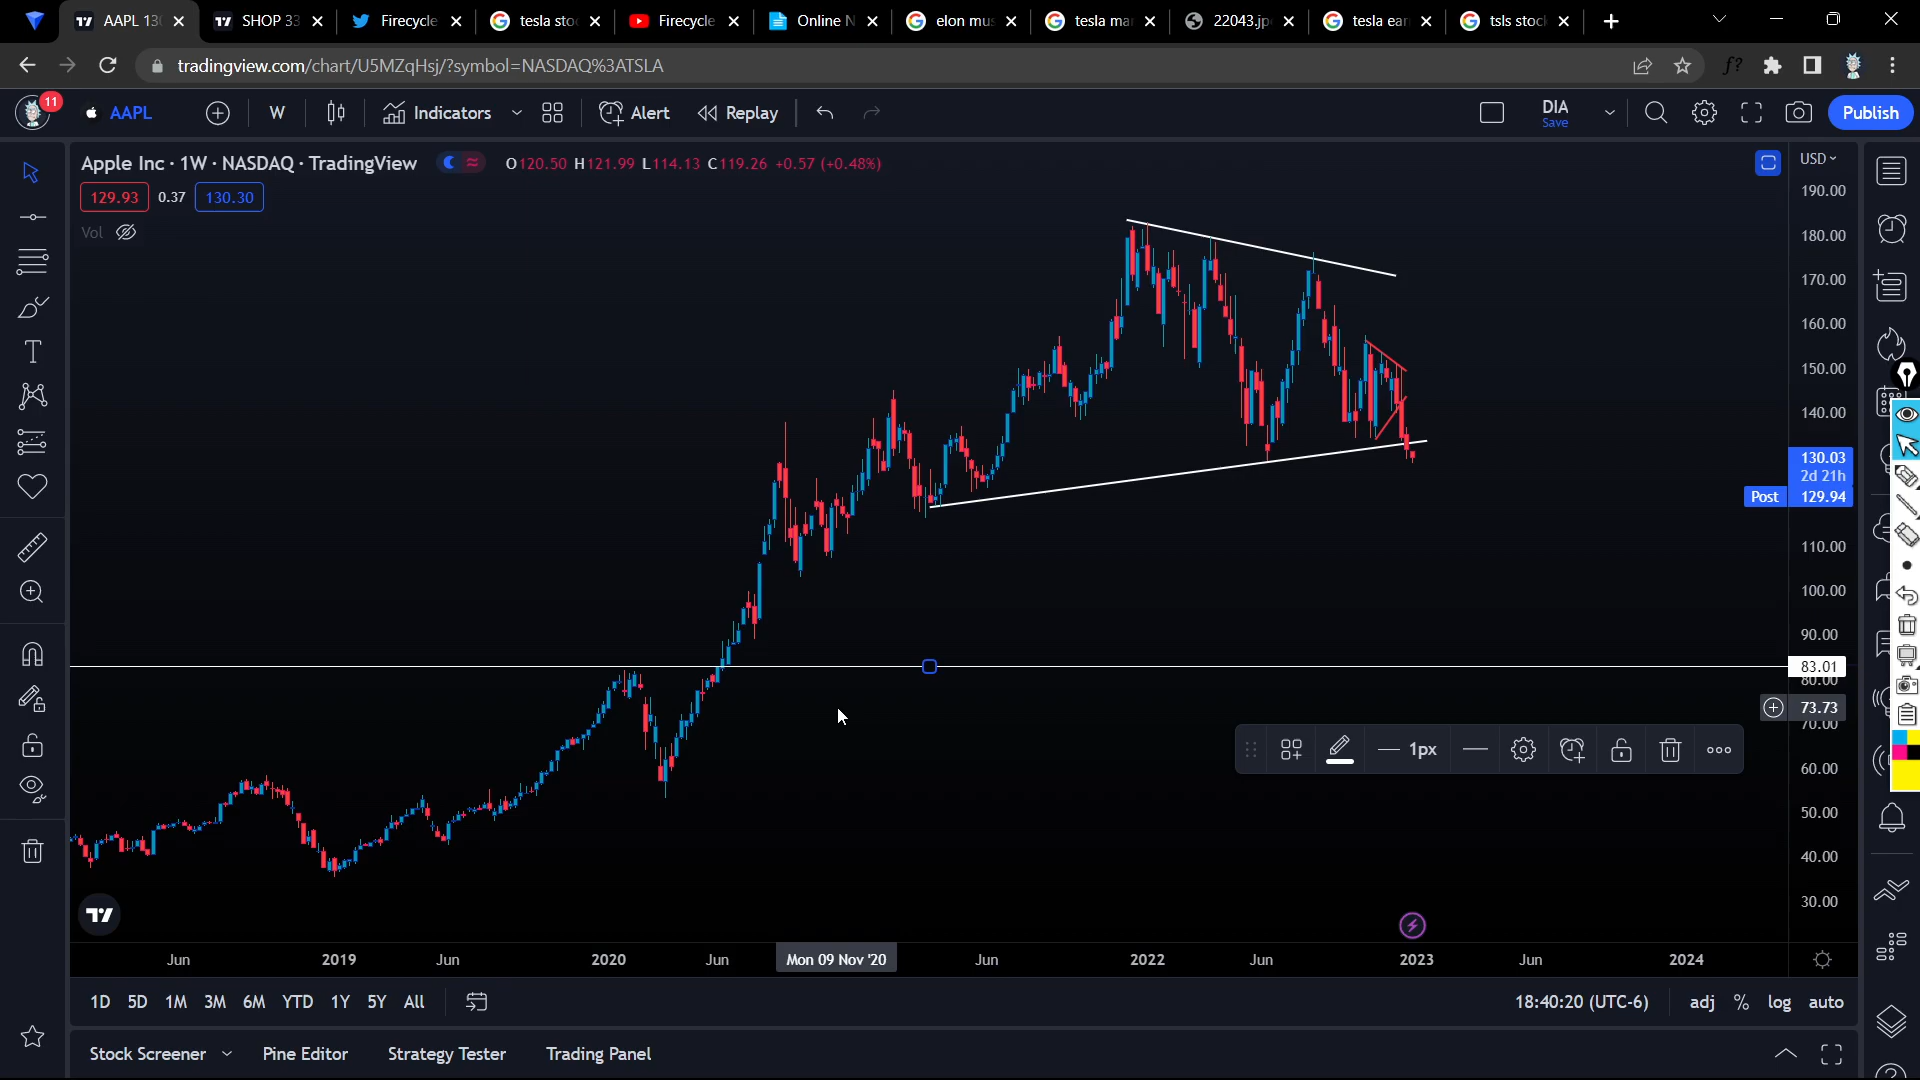 AAPL 13
SHOP 33
Firecycle
tesla sto
Firecycle
Online N
elon mus
tesla mar
22043.jp
tesla ear
tsls stoc
tradingview.com/chart/U5MZqHsj/?symbol=NASDAQ%3ATSLA
11
AAPL
W
Indicators
Alert
Replay
DIA
Save
Publish
Apple Inc · 1W · NASDAQ · TradingView
O120.50 H121.99 L114.13 C119.26 +0.57 (+0.48%)
USD
129.93 0.37 130.30
Vol
190.00
180.00
170.00
160.00
150.00
140.00
130.03
2d 21h
Post 129.94
110.00
100.00
90.00
83.01
80.00
73.73
70.00
1px
60.00
50.00
40.00
30.00
Jun 2019 Jun 2020 Jun Mon 09 Nov '20 Jun 2022 Jun 2023 Jun 2024
1D 5D 1M 3M 6M YTD 1Y 5Y All
18:40:20 (UTC-6) adj % log auto
Stock Screener Pine Editor Strategy Tester Trading Panel